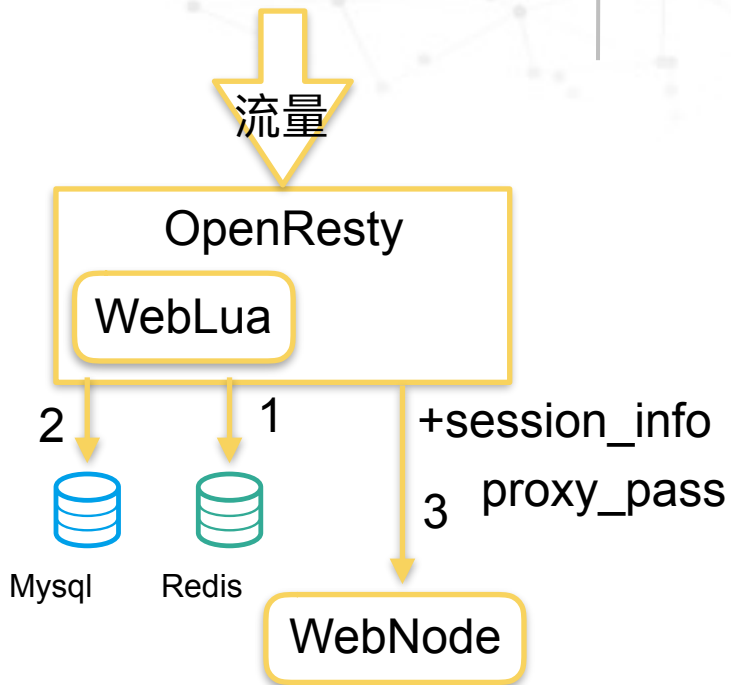 流量
OpenResty
WebLua
2
1
+session_info
3
proxy_pass
Mysql
Redis
WebNode